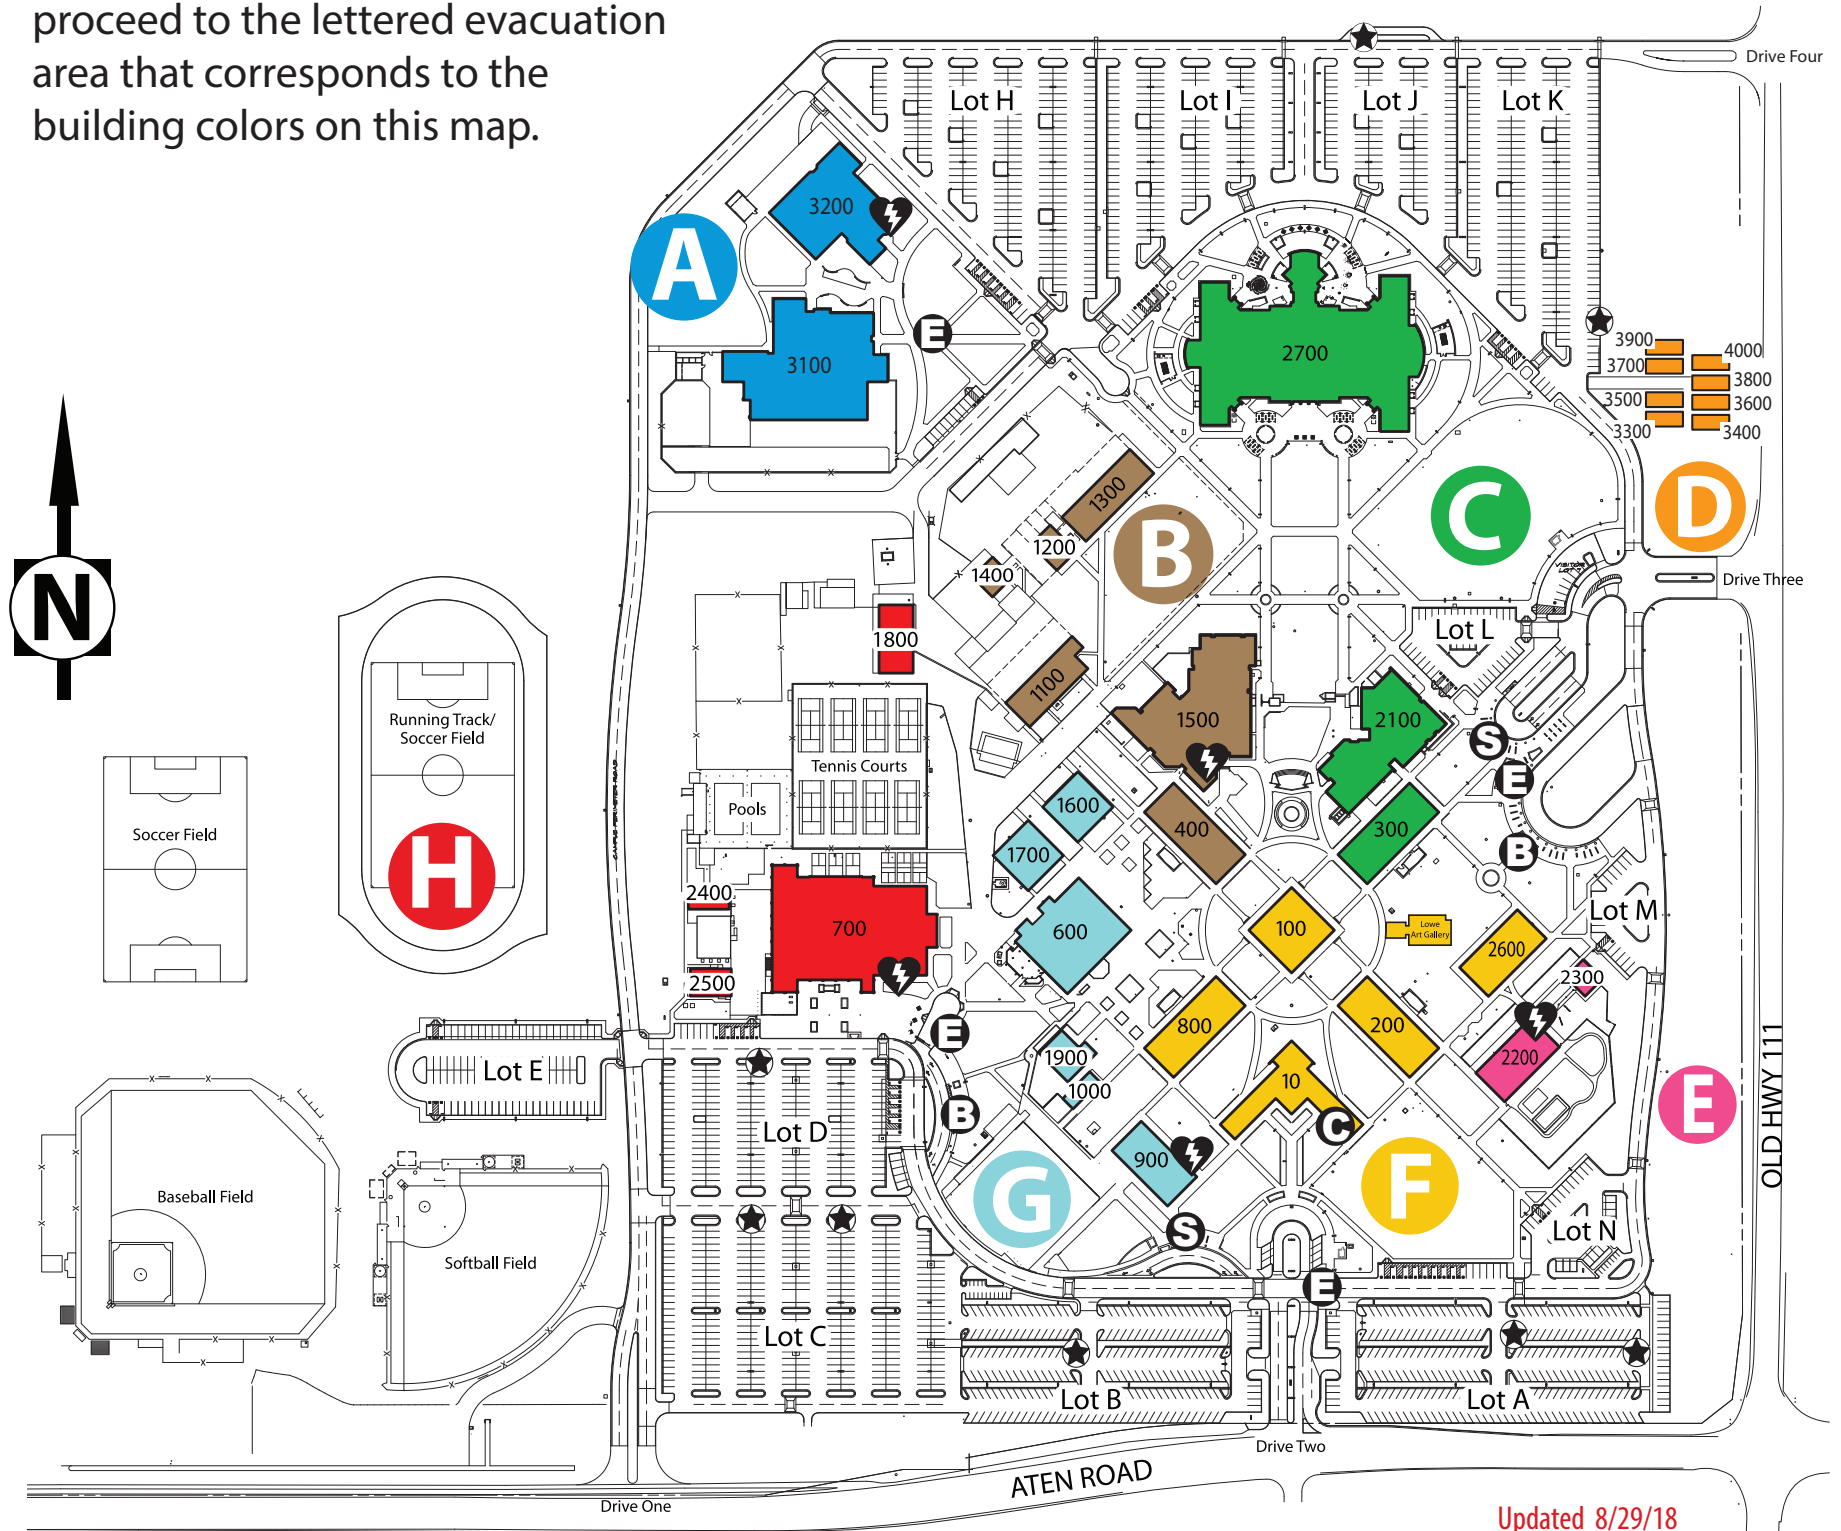 proceed to the lettered evacuation
area that corresponds to the
building colors on this map.
Drive Four
Lot H
Lot I
Lot J
Lot K
3200
A
E
3100
2700
3900
4000
3700
3800
3500
3600
3300
3400
N
1300
B
C
D
1200
1400
VISITOR
Drive Three
1800
Lot L
1100
Running Track/
Soccer Field
1500
2100
S
Tennis Courts
E
Pools
1600
Soccer Field
400
300
B
1700
H
2400
Lot M
700
600
100
Lowe
Art Gallery
2600
2300
2500
800
200
E
1900
2200
OLD HWY 111
Lot E
1000
10
E
B
C
Lot D
900
Baseball Field
G
F
S
Lot N
Softball Field
E
Lot C
Lot B
Lot A
Drive Two
ATEN ROAD
Drive One
Updated 8/29/18